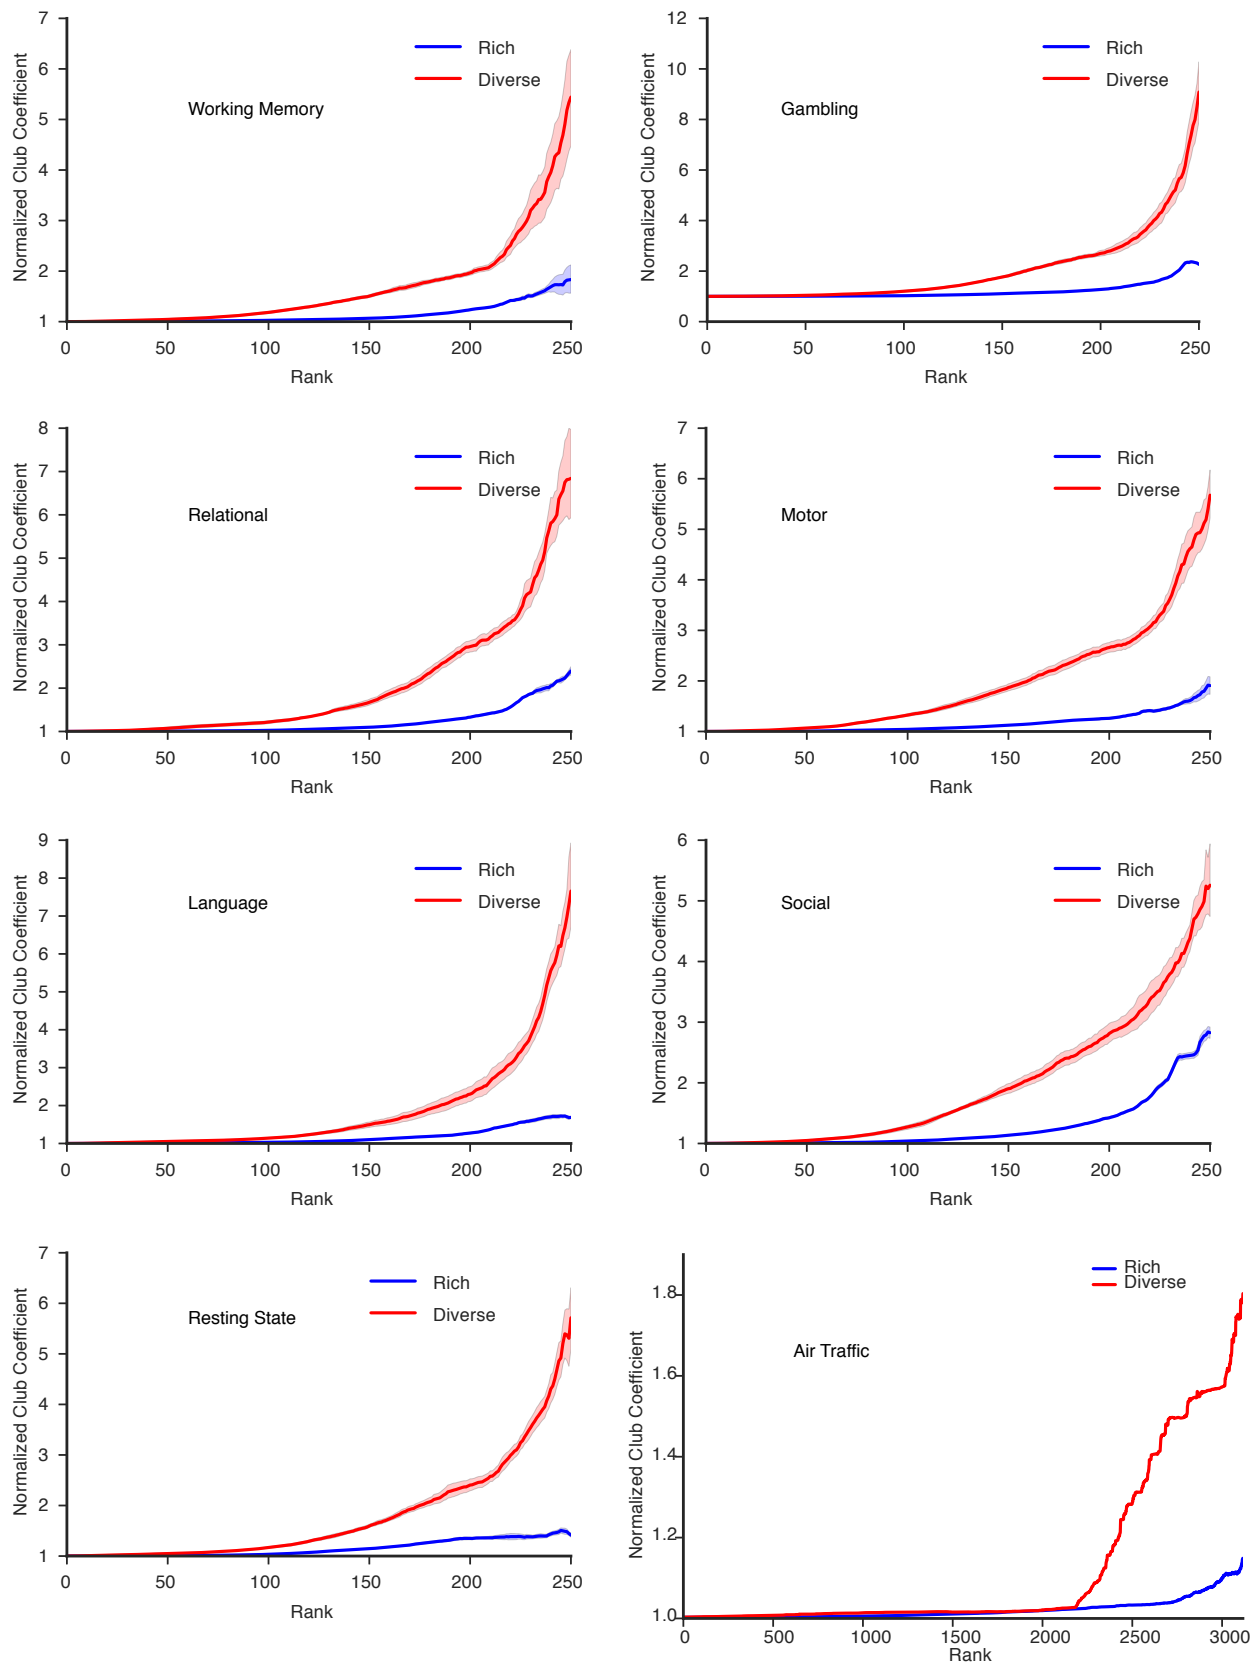 7
6
5
4
3
2
1
Normalized Club Coefficient
Working Memory
Rich
Diverse
0 50 100 150 200 250
Rank
12
10
8
6
4
2
0
Normalized Club Coefficient
Gambling
Rich
Diverse
0 50 100 150 200 250
Rank
8
7
6
5
4
3
2
1
Normalized Club Coefficient
Relational
Rich
Diverse
0 50 100 150 200 250
Rank
7
6
5
4
3
2
1
Normalized Club Coefficient
Motor
Rich
Diverse
0 50 100 150 200 250
Rank
9
8
7
6
5
4
3
2
1
Normalized Club Coefficient
Language
Rich
Diverse
0 50 100 150 200 250
Rank
6
5
4
3
2
1
Normalized Club Coefficient
Social
Rich
Diverse
0 50 100 150 200 250
Rank
7
6
5
4
3
2
1
Normalized Club Coefficient
Resting State
Rich
Diverse
0 50 100 150 200 250
Rank
1.8
1.6
1.4
1.2
1.0
Normalized Club Coefficient
Air Traffic
Rich
Diverse
0 500 1000 1500 2000 2500 3000
Rank